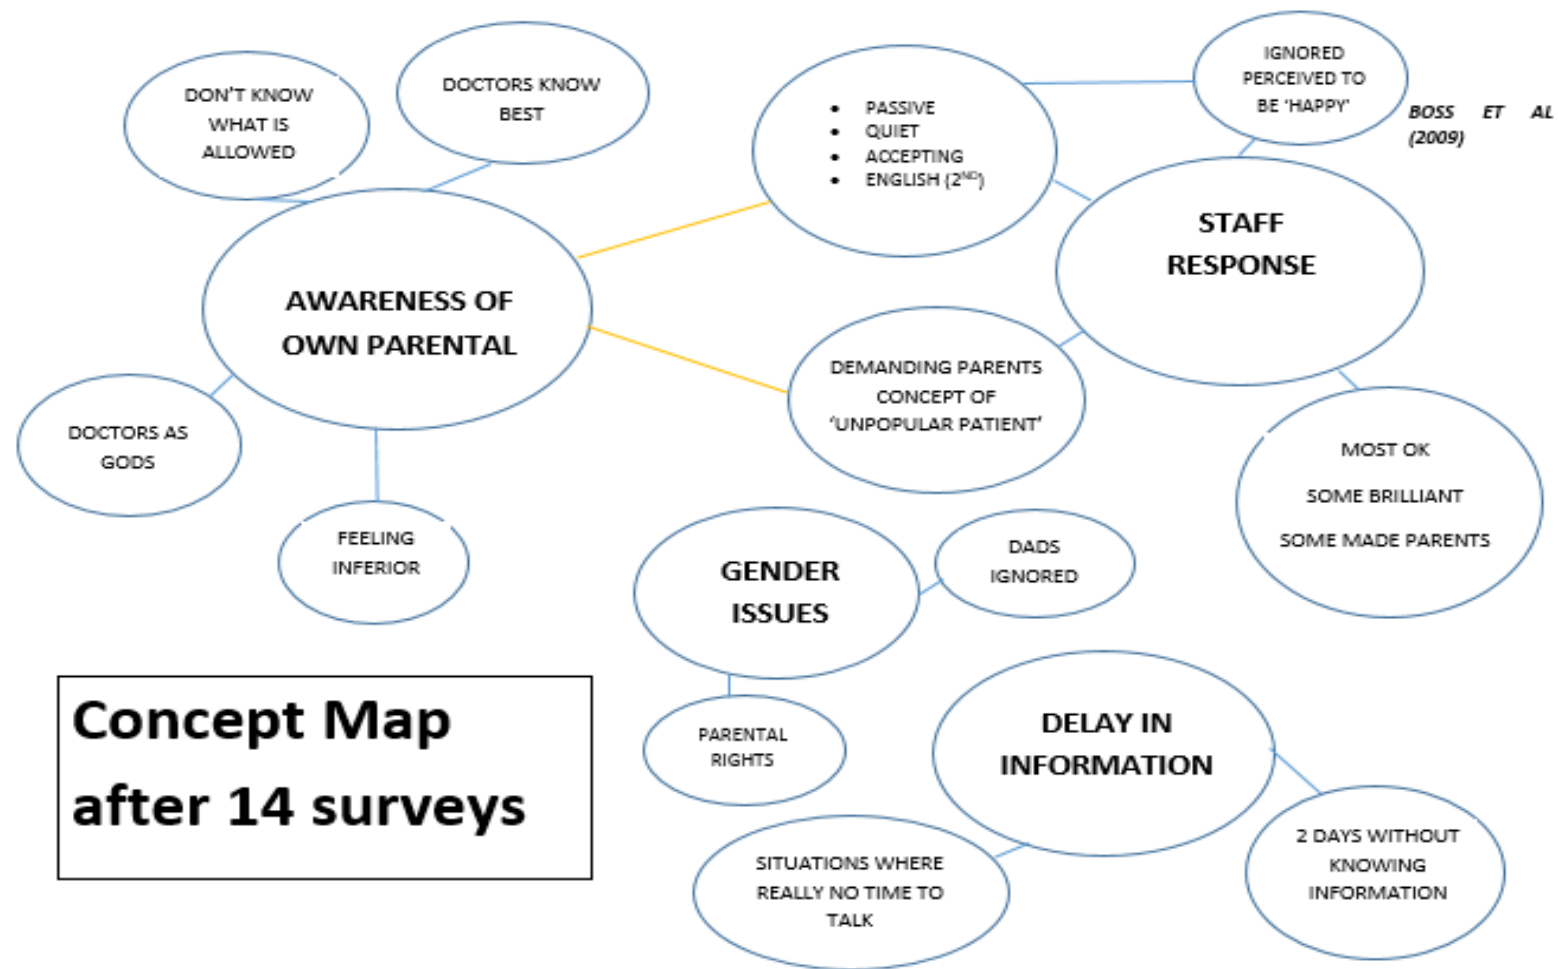 DON'T KNOW
WHAT IS
ALLOWED
DOCTORS KNOW
BEST
• PASSIVE
• QUIET
• ACCEPTING
• ENGLISH (2ND)
IGNORED
PERCEIVED TO
BE 'HAPPY'
BOSS ET AL
(2009)
STAFF
RESPONSE
AWARENESS OF
OWN PARENTAL
DEMANDING PARENTS
CONCEPT OF
'UNPOPULAR PATIENT'
DOCTORS AS
GODS
MOST OK
SOME BRILLIANT
SOME MADE PARENTS
FEELING
INFERIOR
GENDER
ISSUES
DADS
IGNORED
PARENTAL
RIGHTS
Concept Map
after 14 surveys
DELAY IN
INFORMATION
SITUATIONS WHERE
REALLY NO TIME TO
TALK
2 DAYS WITHOUT
KNOWING
INFORMATION